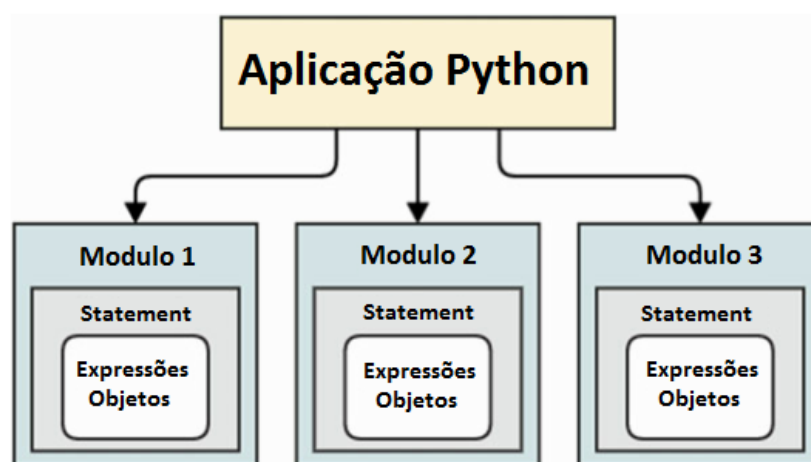 Aplicação Python
Modulo 1
Statement
Expressões
Objetos
Modulo 2
Statement
Expressões
Objetos
Modulo 3
Statement
Expressões
Objetos